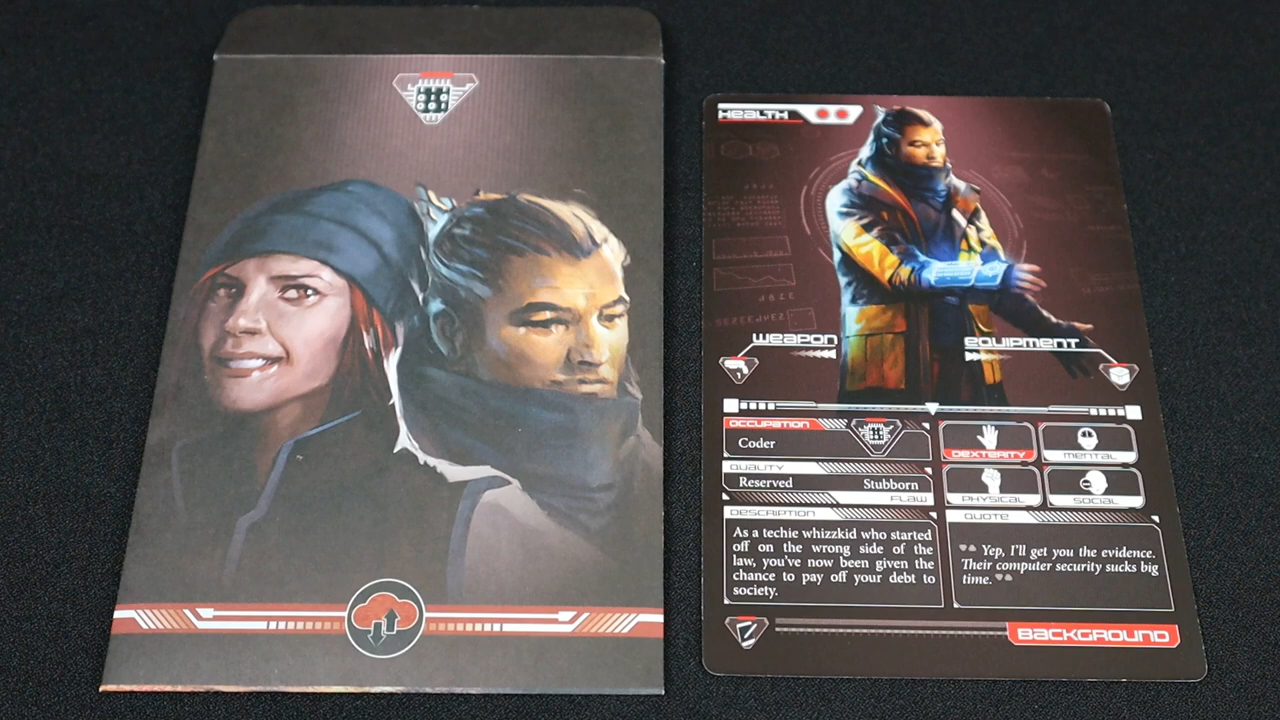 HEALTH
WEAPON
EQUIPMENT
OCCUPATION
Coder
QUALITY
Reserved Stubborn
FLAW
DEXTERITY
MENTAL
PHYSICAL
SOCIAL
DESCRIPTION
As a techie whizzkid who started
off on the wrong side of the
law, you've now been given the
chance to pay off your debt to
society.
QUOTE
Yep, I'll get you the evidence.
Their computer security sucks big
time.
BACKGROUND